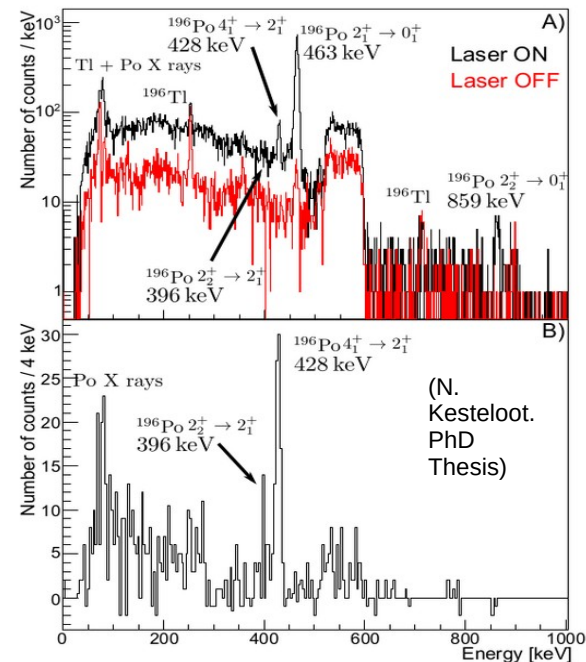 Number of counts / keV
10³
10²
10
1
A)
¹⁹⁶Po 4₁⁺ → 2₁⁺
428 keV
¹⁹⁶Po 2₁⁺ → 0₁⁺
463 keV
Laser ON
Laser OFF
Tl + Po X rays
¹⁹⁶Tl
¹⁹⁶Tl
¹⁹⁶Po 2₂⁺ → 0₁⁺
859 keV
¹⁹⁶Po 2₂⁺ → 2₁⁺
396 keV
Number of counts / 4 keV
30
25
20
15
10
5
0
B)
¹⁹⁶Po 4₁⁺ → 2₁⁺
428 keV
Po X rays
¹⁹⁶Po 2₂⁺ → 2₁⁺
396 keV
(N.
Kesteloot.
PhD
Thesis)
0 200 400 600 800 1000
Energy [keV]